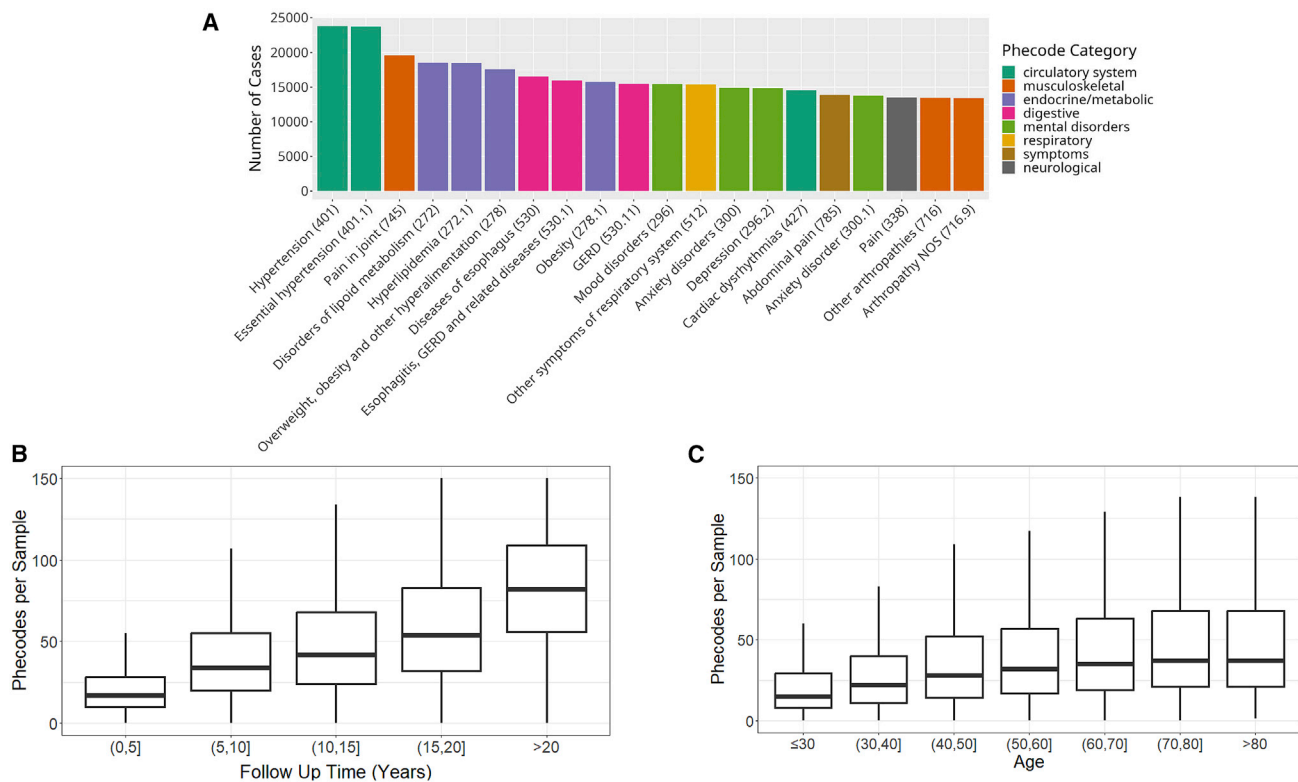 A
Number of Cases
25000
20000
15000
10000
5000
0
Hypertension (401)
Essential hypertension (401.1)
Pain in joint (745)
Disorders of lipoid metabolism (272)
Hyperlipidemia (272.1)
Overweight, obesity and other hyperalimentation (278)
Diseases of esophagus (530)
Esophagitis, GERD and related diseases (530.1)
Obesity (278.1)
GERD (530.11)
Mood disorders (296)
Other symptoms of respiratory system (512)
Anxiety disorders (300)
Depression (296.2)
Cardiac dysrhythmias (427)
Abdominal pain (785)
Anxiety disorder (300.1)
Pain (338)
Other arthropathies (716)
Arthropathy NOS (716.9)
Phecode Category
circulatory system
musculoskeletal
endocrine/metabolic
digestive
mental disorders
respiratory
symptoms
neurological
B
Phecodes per Sample
150
100
50
0
(0,5]
(5,10]
(10,15]
(15,20]
>20
Follow Up Time (Years)
C
Phecodes per Sample
150
100
50
0
≤30
(30,40]
(40,50]
(50,60]
(60,70]
(70,80]
>80
Age